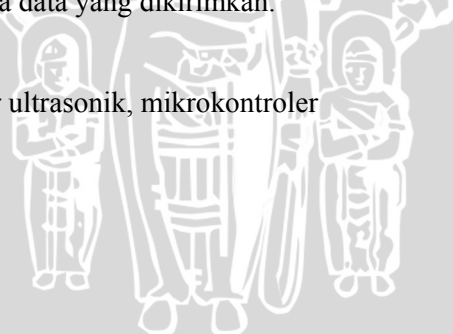 data yang dikirimkan.
ultrasonik, mikrokontroler